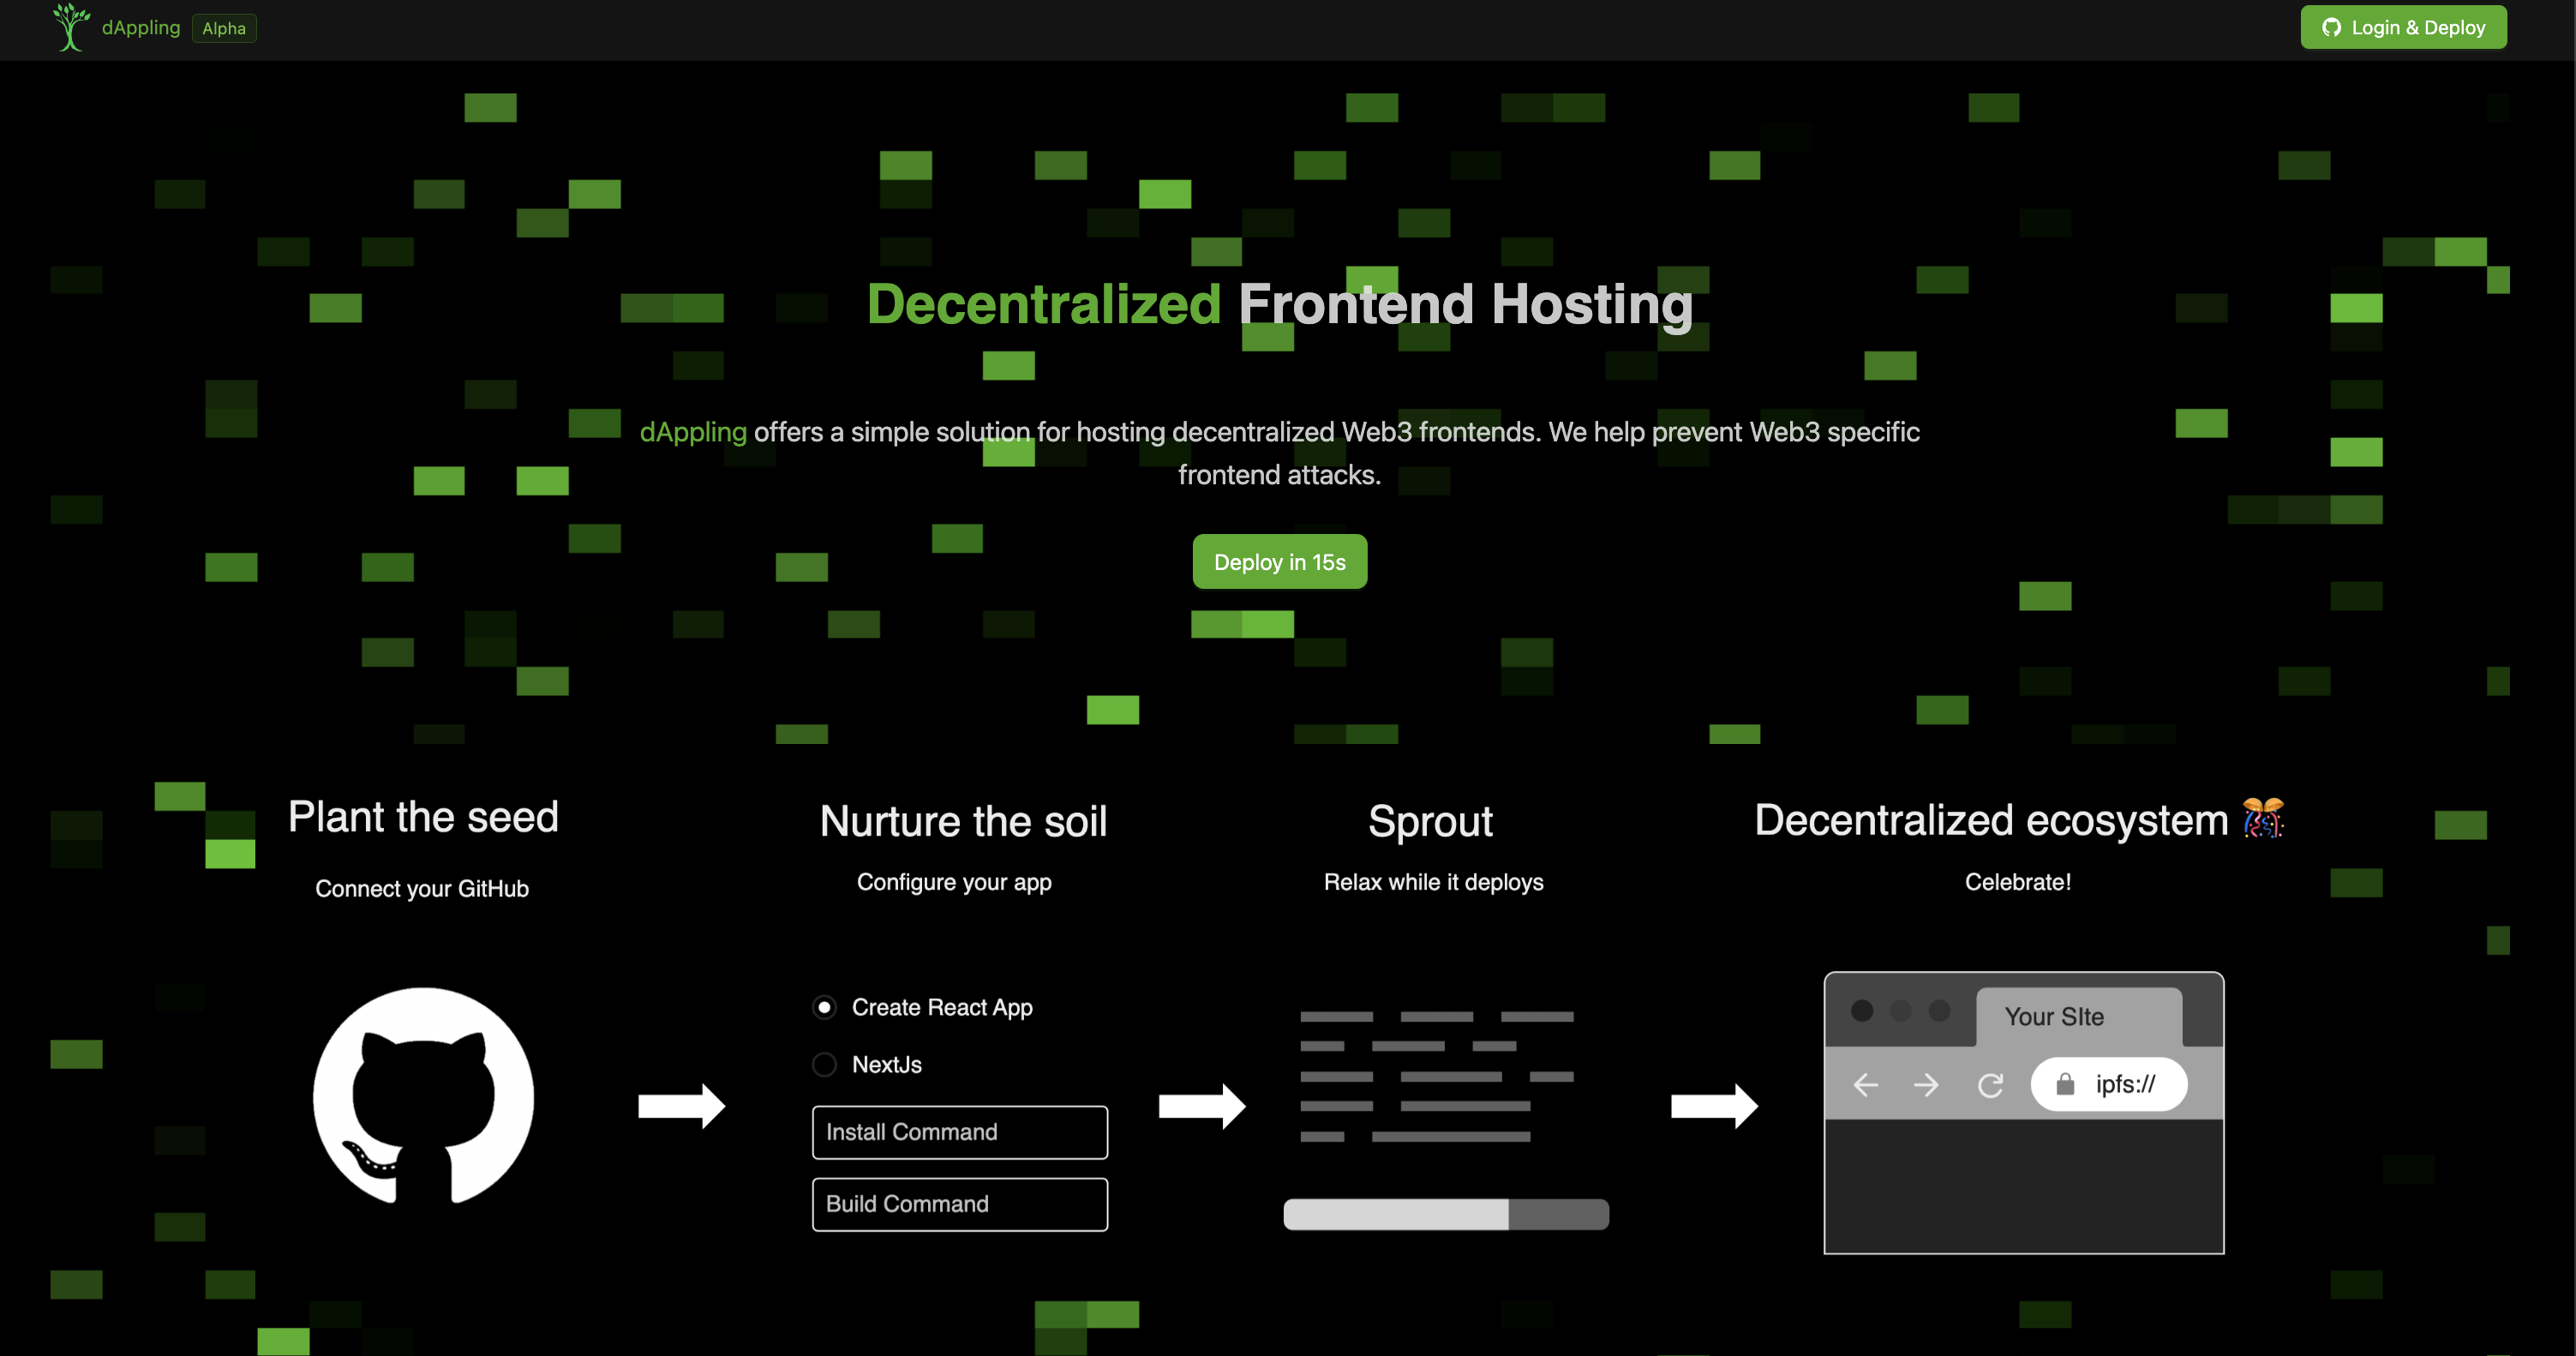 dAppling Alpha
Login & Deploy
Decentralized Frontend Hosting
dAppling offers a simple solution for hosting decentralized Web3 frontends. We help prevent Web3 specific
frontend attacks.
Deploy in 15s
Plant the seed
Connect your GitHub
Nurture the soil
Configure your app
Create React App
NextJs
Install Command
Build Command
Sprout
Relax while it deploys
Decentralized ecosystem 🎊
Celebrate!
Your SIte
ipfs://